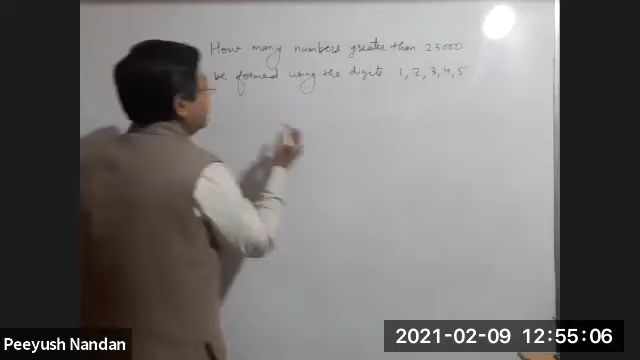 How many numbers greater than 23000
be formed using the digits 1, 2, 3, 4, 5
2021-02-09 12:55:06
Peeyush Nandan